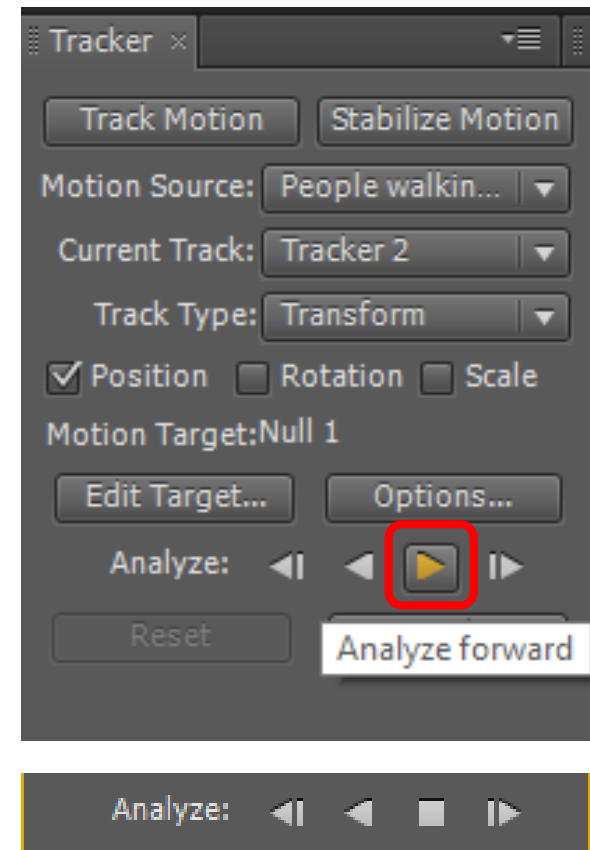 Tracker ×
Track Motion Stabilize Motion
Motion Source: People walkin...
Current Track: Tracker 2
Track Type: Transform
Position Rotation Scale
Motion Target:Null 1
Edit Target... Options...
Analyze:
Reset
Analyze forward
Analyze: